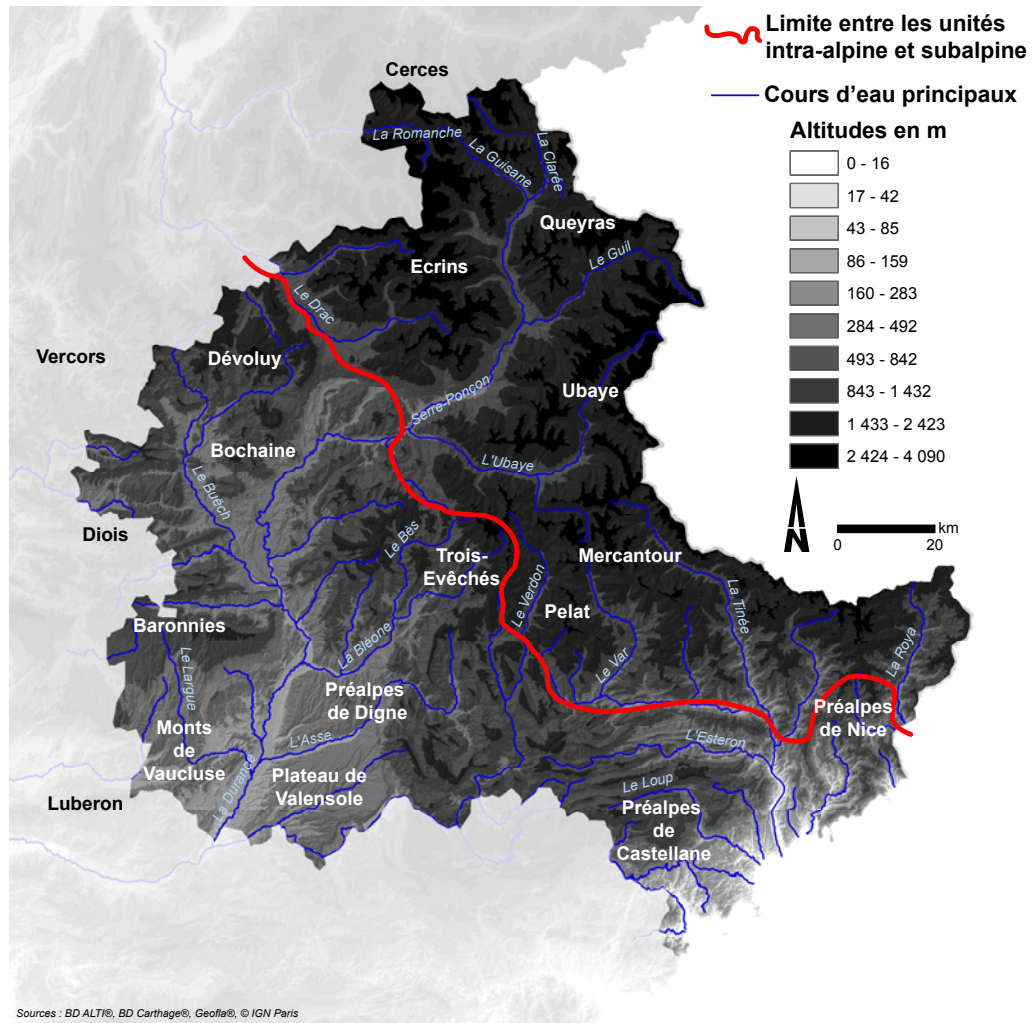 Limite entre les unités
intra-alpine et subalpine
Cours d'eau principaux
Altitudes en m
0 - 16
17 - 42
43 - 85
86 - 159
160 - 283
284 - 492
493 - 842
843 - 1 432
1 433 - 2 423
2 424 - 4 090
N
km
0 20
Cerces
La Romanche
La Guisane
La Clarée
Queyras
Le Guil
Ecrins
Le Drac
Vercors
Dévoluy
Ubaye
Serre-Ponçon
Bochaine
L'Ubaye
Le Buëch
Diois
Le Bès
Trois-
Evêchés
Mercantour
Le Verdon
La Tinée
Pelat
Baronnies
La Bléone
Le Var
La Roya
Le Largue
Préalpes
de Digne
Préalpes
de Nice
Monts
de
Vaucluse
L'Asse
L'Esteron
Plateau de
Valensole
La Durance
Le Loup
Luberon
Préalpes
de
Castellane
Sources : BD ALTI®, BD Carthage®, Geofla®, © IGN Paris